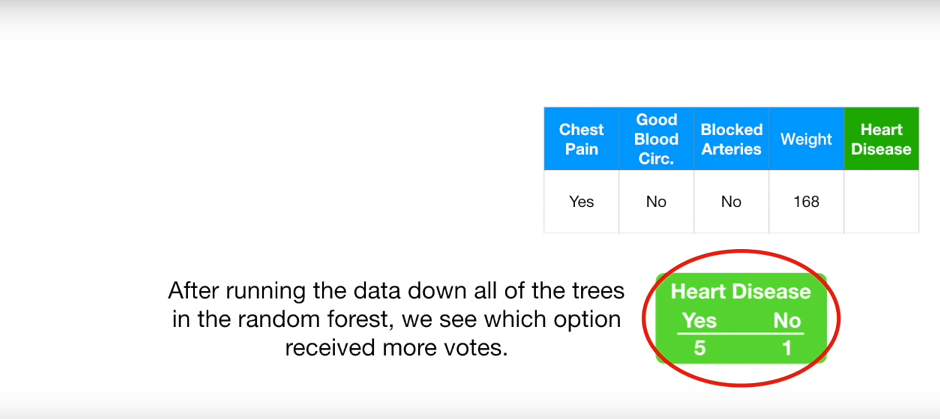 Chest Pain
Good Blood Circ.
Blocked Arteries
Weight
Heart Disease
Yes
No
No
168
After running the data down all of the trees
in the random forest, we see which option
received more votes.
Heart Disease
Yes No
5 1